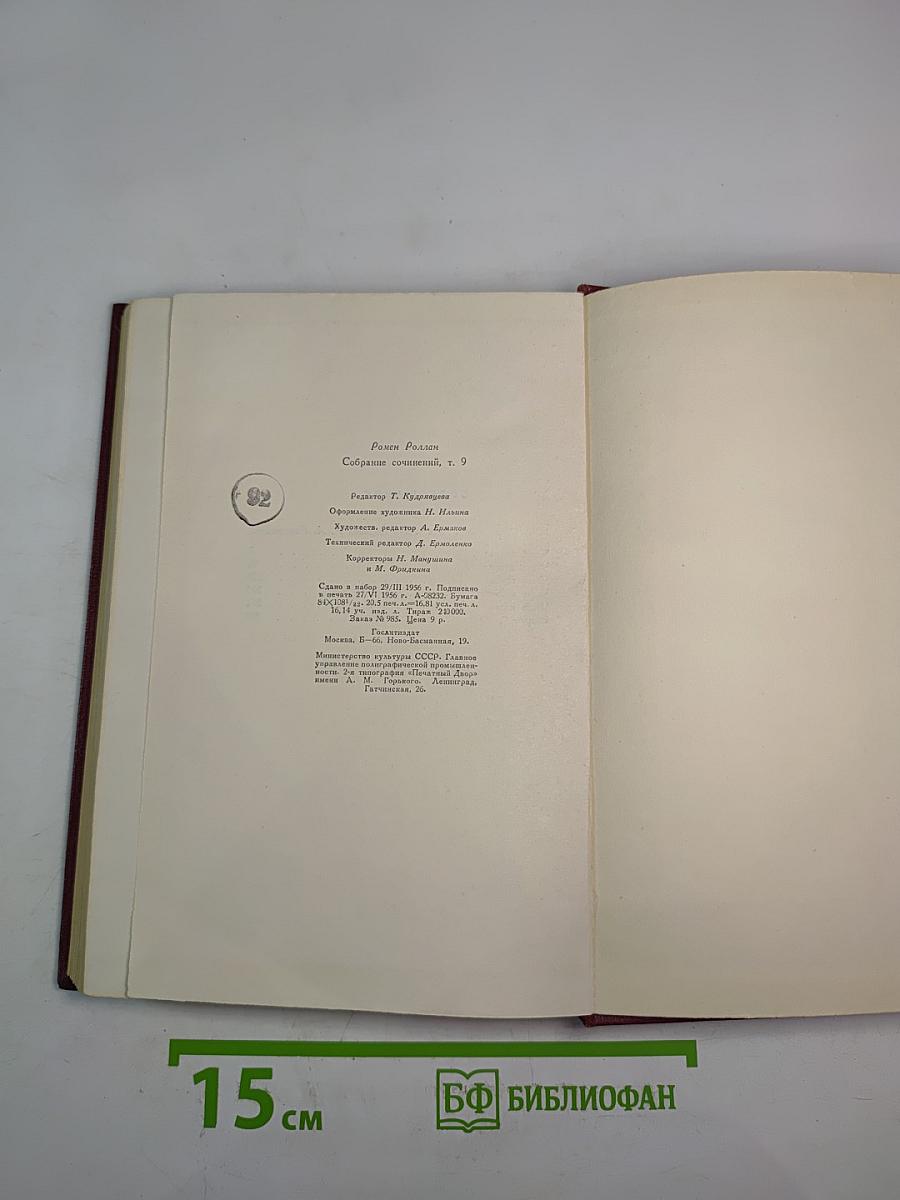 Ромен Роллан
Собрание сочинений, т. 9
92
Редактор Т. Кудрявцева
Оформление художника Н. Ильина
Художеств. редактор А. Ермаков
Технический редактор Д. Ермоленко
Корректоры Н. Манушина
и М. Фридкина
Сдано в набор 29/III 1956 г. Подписано
в печать 27/VI 1956 г. А-08232. Бумага
84×108¹/₃₂. 20,5 печ. л.=16,81 усл. печ. л.
16,14 уч. изд. л. Тираж 240000.
Заказ № 985. Цена 9 р.
Гослитиздат
Москва, Б—66, Ново-Басманная, 19.
Министерство культуры СССР. Главное
управление полиграфической промышлен-
ности. 2-я типография «Печатный Двор»
имени А. М. Горького. Ленинград,
Гатчинская, 26.
15 см
БФ БИБЛИОФАН